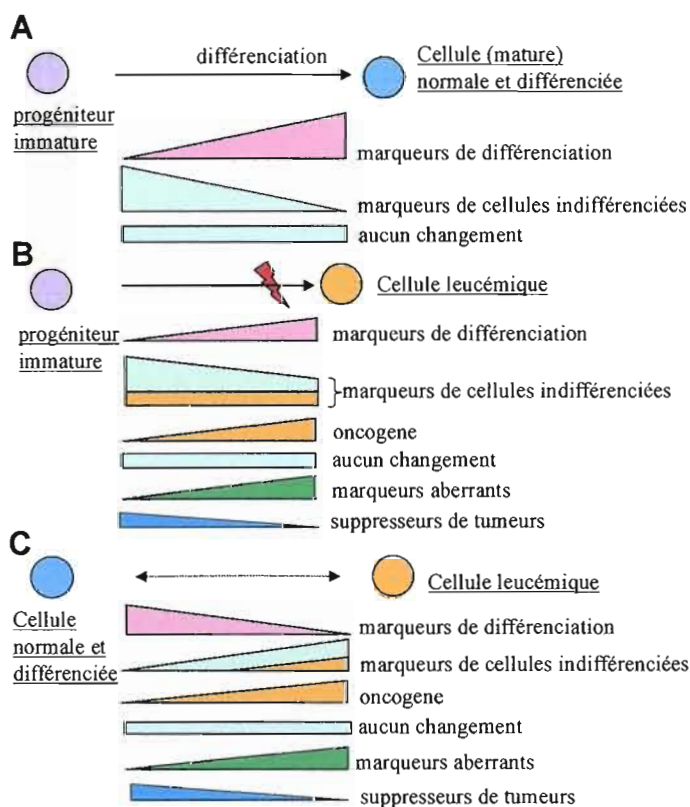 A
différenciation
Cellule (mature)
normale et différenciée
progéniteur
immature
marqueurs de différenciation
marqueurs de cellules indifférenciées
aucun changement
B
Cellule leucémique
progéniteur
immature
marqueurs de différenciation
marqueurs de cellules indifférenciées
oncogene
aucun changement
marqueurs aberrants
suppresseurs de tumeurs
C
Cellule leucémique
Cellule
normale et
différenciée
marqueurs de différenciation
marqueurs de cellules indifférenciées
oncogene
aucun changement
marqueurs aberrants
suppresseurs de tumeurs